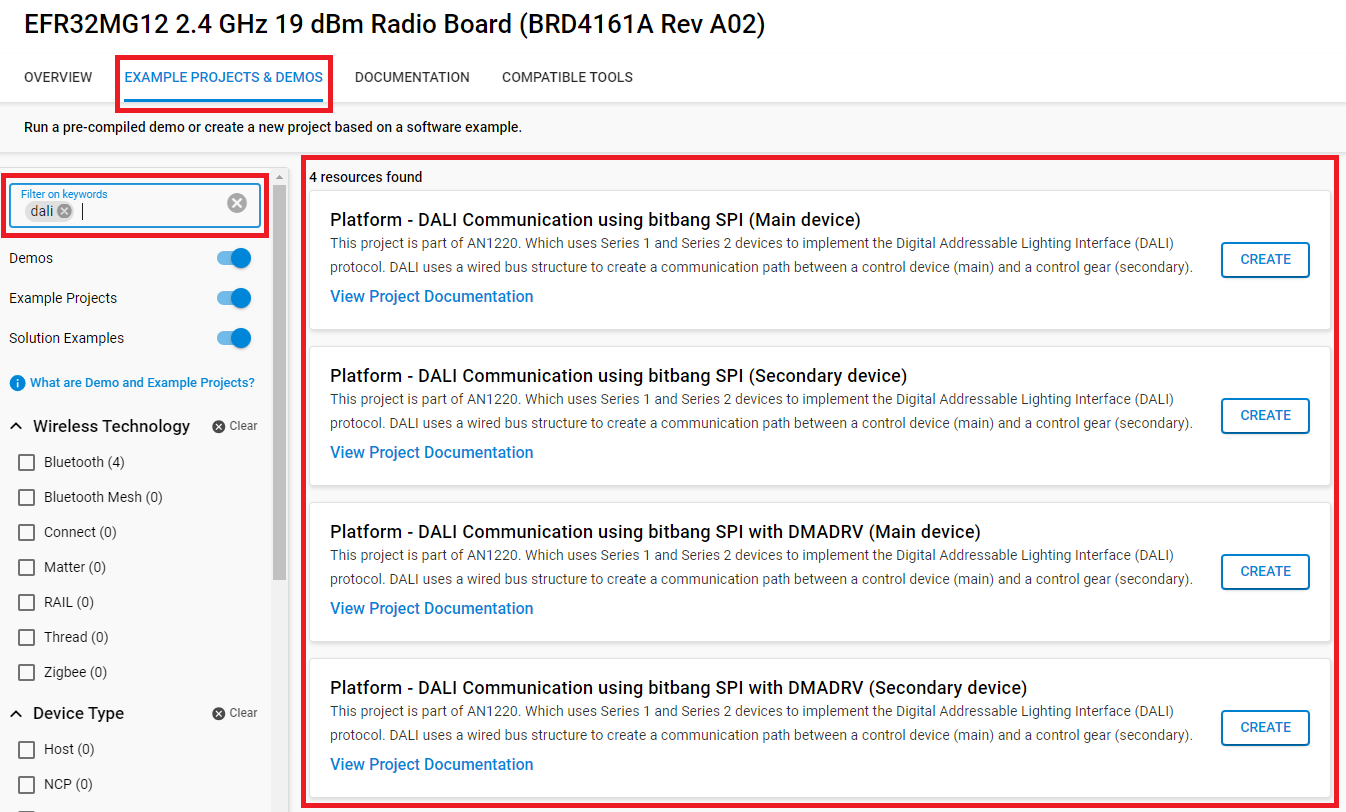 EFR32MG12 2.4 GHz 19 dBm Radio Board (BRD4161A Rev A02)
OVERVIEW
EXAMPLE PROJECTS & DEMOS
DOCUMENTATION
COMPATIBLE TOOLS
Run a pre-compiled demo or create a new project based on a software example.
Filter on keywords
dali
Demos
Example Projects
Solution Examples
What are Demo and Example Projects?
Wireless Technology
Clear
Bluetooth (4)
Bluetooth Mesh (0)
Connect (0)
Matter (0)
RAIL (0)
Thread (0)
Zigbee (0)
Device Type
Clear
Host (0)
NCP (0)
4 resources found
Platform - DALI Communication using bitbang SPI (Main device)
This project is part of AN1220. Which uses Series 1 and Series 2 devices to implement the Digital Addressable Lighting Interface (DALI)
protocol. DALI uses a wired bus structure to create a communication path between a control device (main) and a control gear (secondary).
View Project Documentation
CREATE
Platform - DALI Communication using bitbang SPI (Secondary device)
This project is part of AN1220. Which uses Series 1 and Series 2 devices to implement the Digital Addressable Lighting Interface (DALI)
protocol. DALI uses a wired bus structure to create a communication path between a control device (main) and a control gear (secondary).
View Project Documentation
CREATE
Platform - DALI Communication using bitbang SPI with DMADRV (Main device)
This project is part of AN1220. Which uses Series 1 and Series 2 devices to implement the Digital Addressable Lighting Interface (DALI)
protocol. DALI uses a wired bus structure to create a communication path between a control device (main) and a control gear (secondary).
View Project Documentation
CREATE
Platform - DALI Communication using bitbang SPI with DMADRV (Secondary device)
This project is part of AN1220. Which uses Series 1 and Series 2 devices to implement the Digital Addressable Lighting Interface (DALI)
protocol. DALI uses a wired bus structure to create a communication path between a control device (main) and a control gear (secondary).
View Project Documentation
CREATE